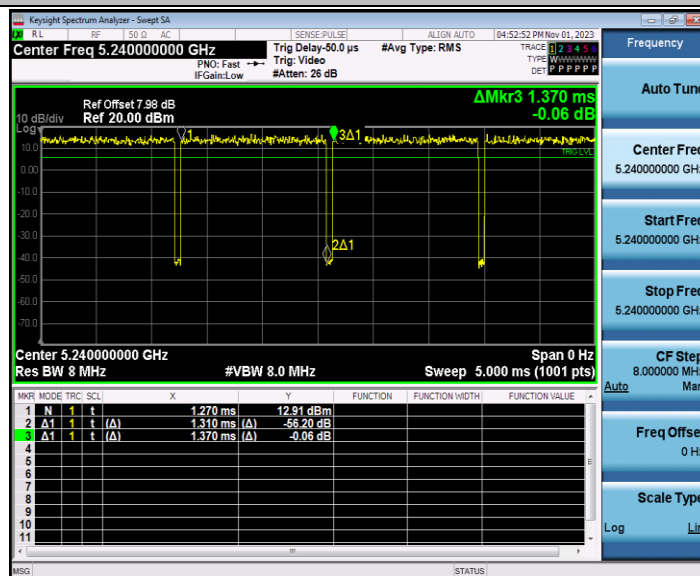 Keysight Spectrum Analyzer - Swept SA
RL RF 50 Ω AC SENSE:PULSE ALIGN AUTO 04:52:52 PM Nov 01, 2023
Center Freq 5.240000000 GHz Trig Delay-50.0 µs #Avg Type: RMS TRACE 1 2 3 4 5 6
PNO: Fast Trig: Video TYPE WWWWWW
IFGain:Low #Atten: 26 dB DET P P P P P P
ΔMkr3 1.370 ms
-0.06 dB
Ref Offset 7.98 dB
10 dB/div Ref 20.00 dBm
Log
1
3Δ1
TRIG LVL
10.0
0.00
-10.0
-20.0
-30.0
2Δ1
-40.0
-50.0
-60.0
-70.0
Center 5.240000000 GHz Span 0 Hz
Res BW 8 MHz #VBW 8.0 MHz Sweep 5.000 ms (1001 pts)
MKR MODE TRC SCL X Y FUNCTION FUNCTION WIDTH FUNCTION VALUE
1 N 1 t 1.270 ms 12.91 dBm
2 Δ1 1 t (Δ) 1.310 ms (Δ) -56.20 dB
3 Δ1 1 t (Δ) 1.370 ms (Δ) -0.06 dB
4
5
6
7
8
9
10
11
MSG STATUS
Frequency
Auto Tune
Center Freq
5.240000000 GHz
Start Freq
5.240000000 GHz
Stop Freq
5.240000000 GHz
CF Step
8.000000 MHz
Auto Man
Freq Offset
0 Hz
Scale Type
Log Lin